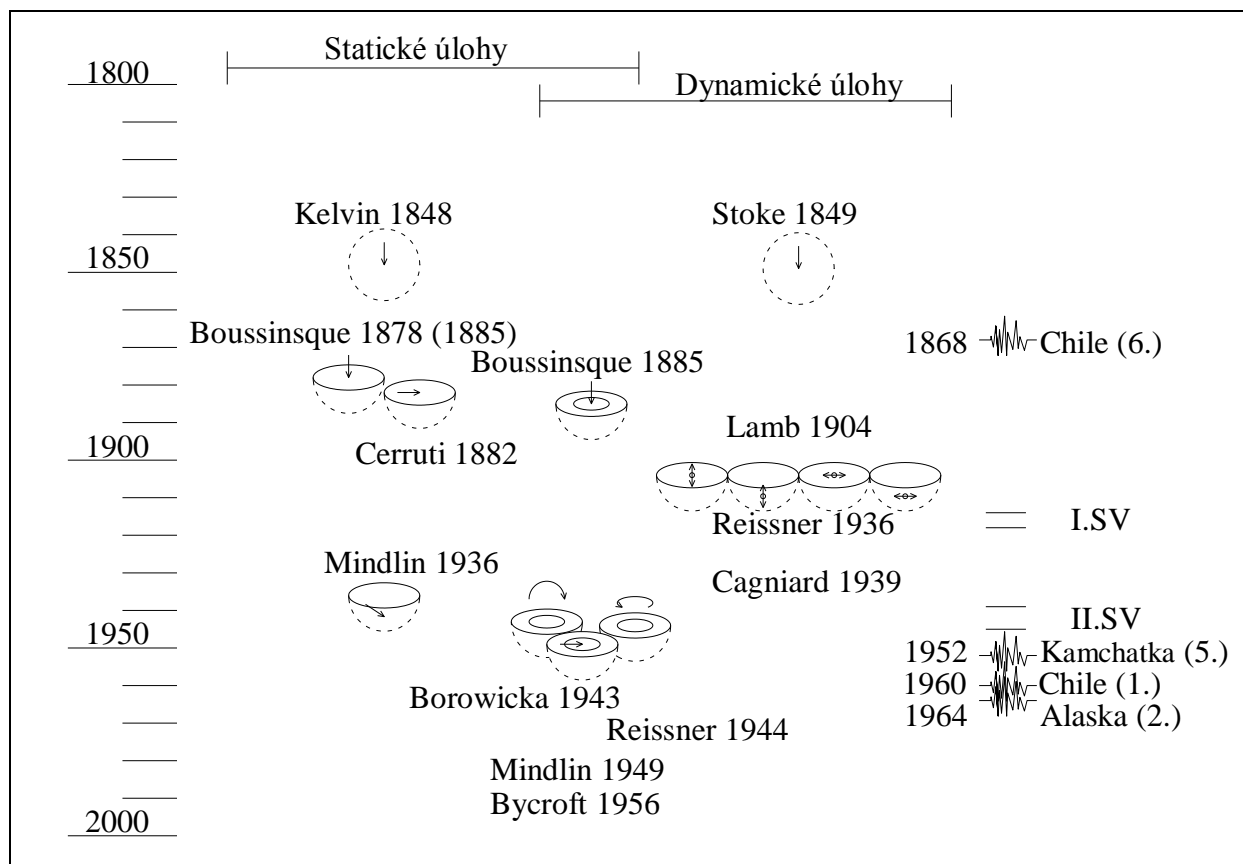 Statické úlohy
Dynamické úlohy
1800
1850
1900
1950
2000
Kelvin 1848
Stoke 1849
Boussinsque 1878 (1885)
Boussinsque 1885
Cerruti 1882
Lamb 1904
Reissner 1936
Mindlin 1936
Cagniard 1939
Borowicka 1943
Reissner 1944
Mindlin 1949
Bycroft 1956
1868 Chile (6.)
I.SV
II.SV
1952 Kamchatka (5.)
1960 Chile (1.)
1964 Alaska (2.)